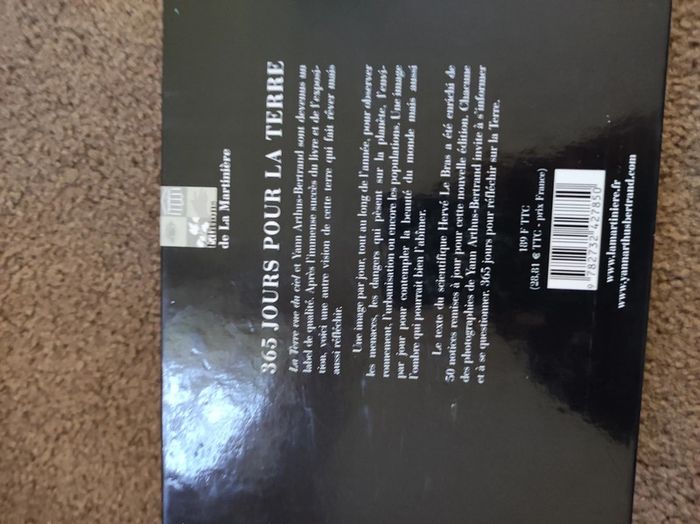 Éditions
de La Martinière
365 JOURS POUR LA TERRE
La Terre vue du ciel et Yann Arthus-Bertrand sont devenus un
label de qualité. Après l'immense succès du livre et de l'exposi-
tion, voici une autre vision de cette terre qui fait rêver mais
aussi réfléchir.
Une image par jour, tout au long de l'année, pour observer
les menaces, les dangers qui pèsent sur la planète, l'envi-
ronnement, l'urbanisation ou encore les populations. Une image
par jour pour contempler la beauté du monde mais aussi
l'ombre qui pourrait bien l'abîmer.
Le texte du scientifique Hervé Le Bras a été enrichi de
50 notices remises à jour pour cette nouvelle édition. Chacune
des photographies de Yann Arthus-Bertrand invite à s'informer
et à se questionner. 365 jours pour réfléchir sur la Terre.
189 F TTC
(28,81 € TTC - prix France)
9 782732 427850
www.lamartiniere.fr
www.yannarthusbertrand.com